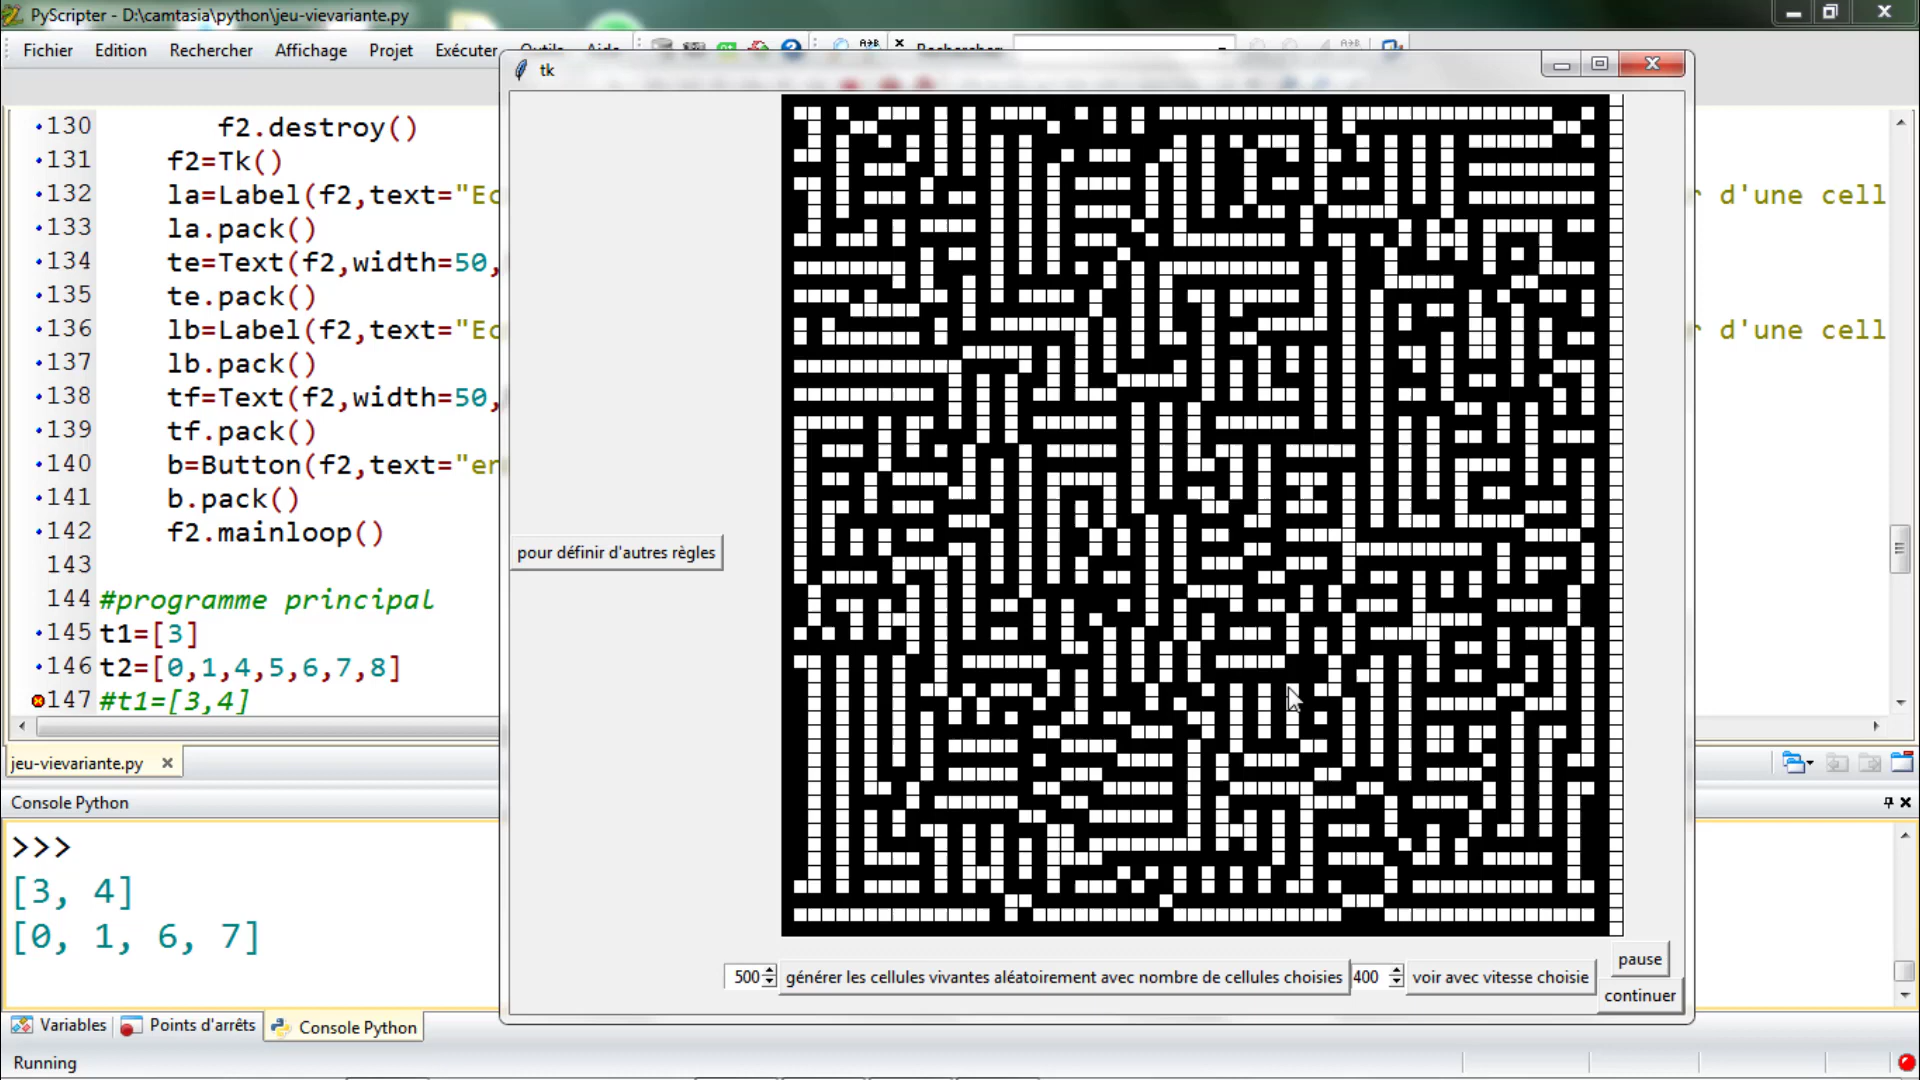 PyScripter - D:\camtasia\python\jeu-vievariante.py
Fichier Edition Rechercher Affichage Projet Exécuter Outils Aide Rechercher:
tk
130 f2.destroy()
131 f2=Tk()
132 la=Label(f2,text="Ec d'une cell
133 la.pack()
134 te=Text(f2,width=50,
135 te.pack()
136 lb=Label(f2,text="Ec d'une cell
137 lb.pack()
138 tf=Text(f2,width=50,
139 tf.pack()
140 b=Button(f2,text="en
141 b.pack()
142 f2.mainloop()
143
144 #programme principal
145 t1=[3]
146 t2=[0,1,4,5,6,7,8]
147 #t1=[3,4]
pour définir d'autres règles
jeu-vievariante.py
Console Python
>>>
[3, 4]
[0, 1, 6, 7]
500 générer les cellules vivantes aléatoirement avec nombre de cellules choisies 400 voir avec vitesse choisie
pause
continuer
Variables Points d'arrêts Console Python
Running